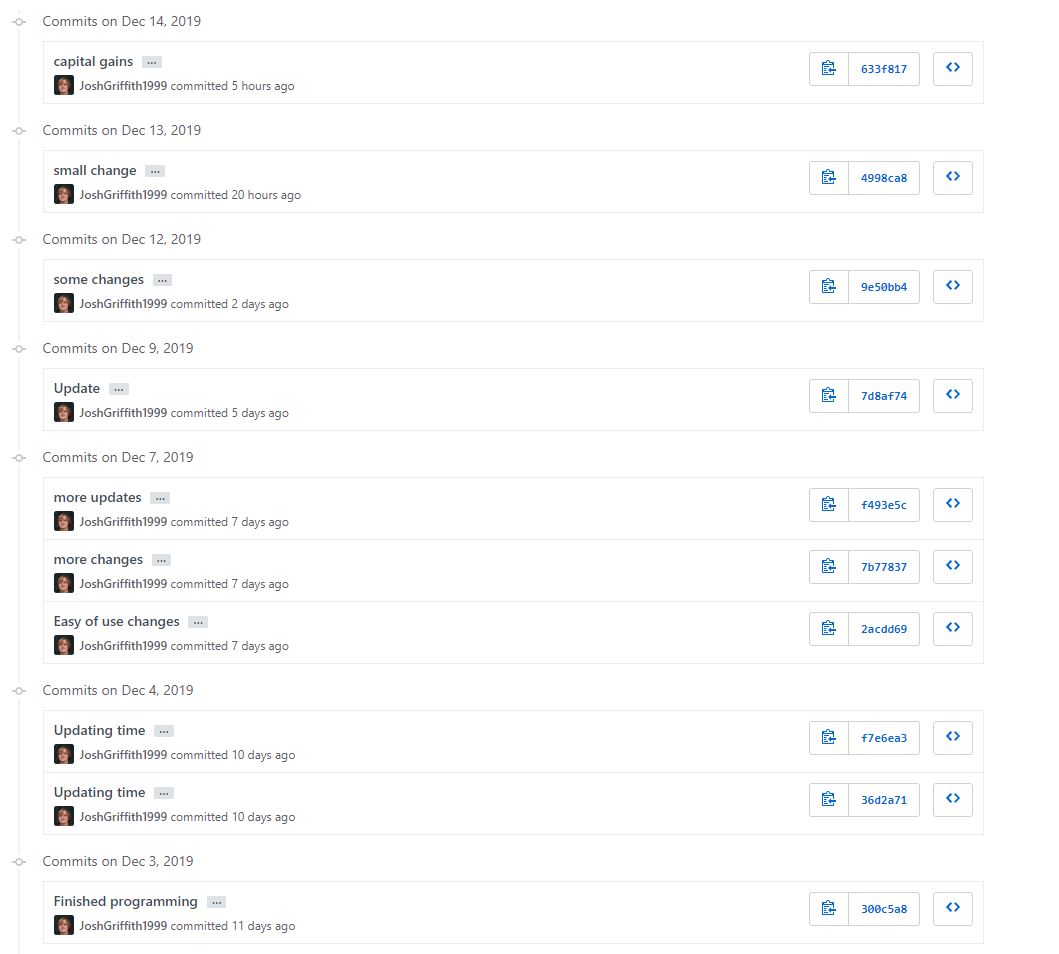 Commits on Dec 14, 2019
capital gains ...
JoshGriffith1999 committed 5 hours ago
633f817
Commits on Dec 13, 2019
small change ...
JoshGriffith1999 committed 20 hours ago
4998ca8
Commits on Dec 12, 2019
some changes ...
JoshGriffith1999 committed 2 days ago
9e50bb4
Commits on Dec 9, 2019
Update ...
JoshGriffith1999 committed 5 days ago
7d8af74
Commits on Dec 7, 2019
more updates ...
JoshGriffith1999 committed 7 days ago
f493e5c
more changes ...
JoshGriffith1999 committed 7 days ago
7b77837
Easy of use changes ...
JoshGriffith1999 committed 7 days ago
2acdd69
Commits on Dec 4, 2019
Updating time ...
JoshGriffith1999 committed 10 days ago
f7e6ea3
Updating time ...
JoshGriffith1999 committed 10 days ago
36d2a71
Commits on Dec 3, 2019
Finished programming ...
JoshGriffith1999 committed 11 days ago
300c5a8